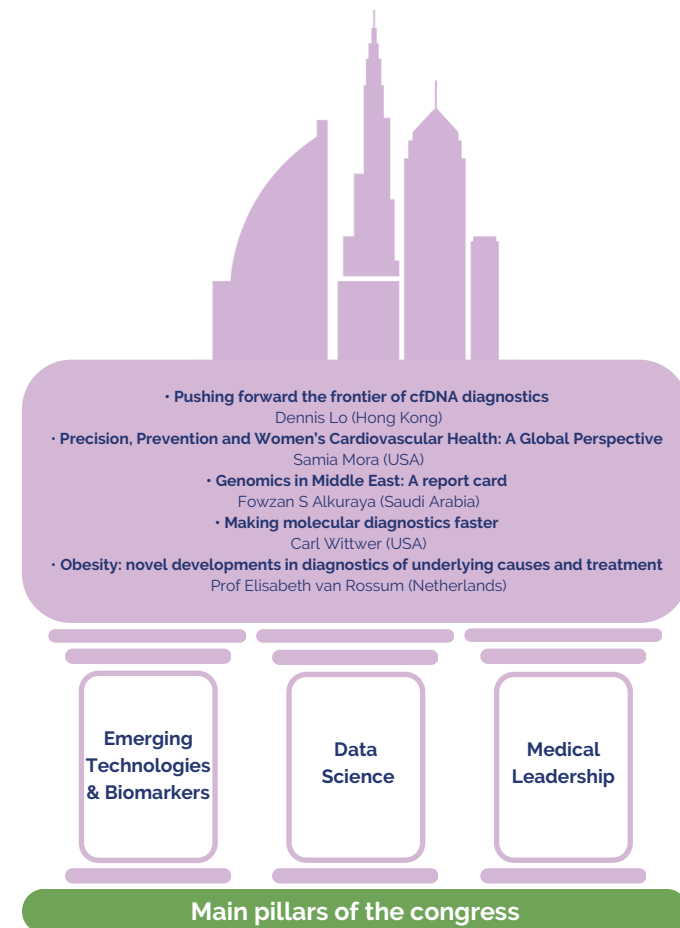 • Pushing forward the frontier of cfDNA diagnostics
Dennis Lo (Hong Kong)
• Precision, Prevention and Women's Cardiovascular Health: A Global Perspective
Samia Mora (USA)
• Genomics in Middle East: A report card
Fowzan S Alkuraya (Saudi Arabia)
• Making molecular diagnostics faster
Carl Wittwer (USA)
• Obesity: novel developments in diagnostics of underlying causes and treatment
Prof Elisabeth van Rossum (Netherlands)
Emerging
Technologies
& Biomarkers
Data
Science
Medical
Leadership
Main pillars of the congress